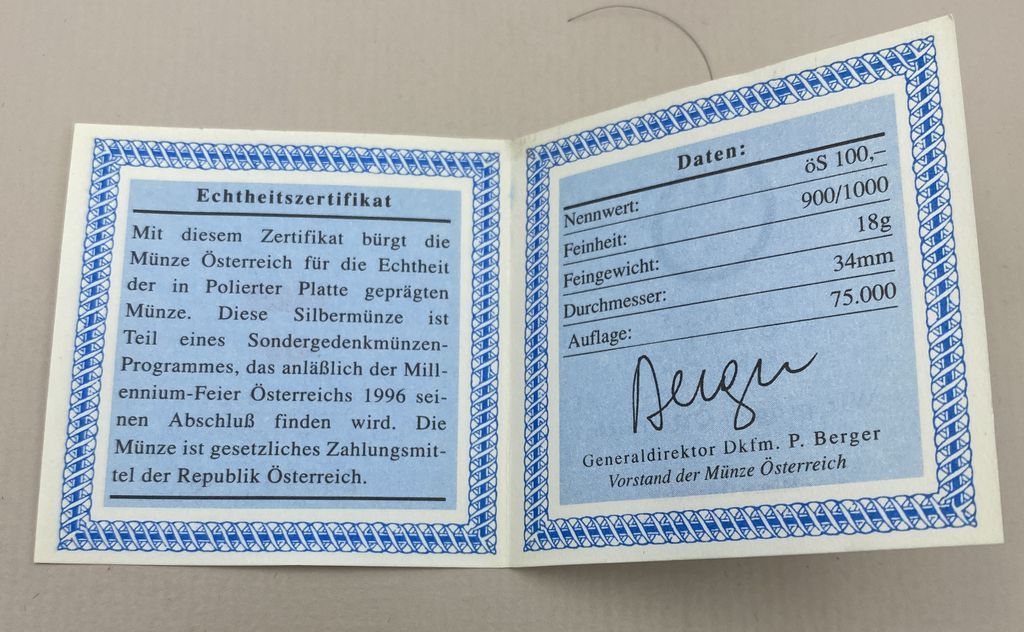 Echtheitszertifikat
Mit diesem Zertifikat bürgt die
Münze Österreich für die Echtheit
der in Polierter Platte geprägten
Münze. Diese Silbermünze ist
Teil eines Sondergedenkmünzen-
Programmes, das anläßlich der Mill-
ennium-Feier Österreichs 1996 sei-
nen Abschluß finden wird. Die
Münze ist gesetzliches Zahlungsmit-
tel der Republik Österreich.
Daten:
Nennwert: öS 100,–
Feinheit: 900/1000
Feingewicht: 18g
Durchmesser: 34mm
Auflage: 75.000
Berger
Generaldirektor Dkfm. P. Berger
Vorstand der Münze Österreich